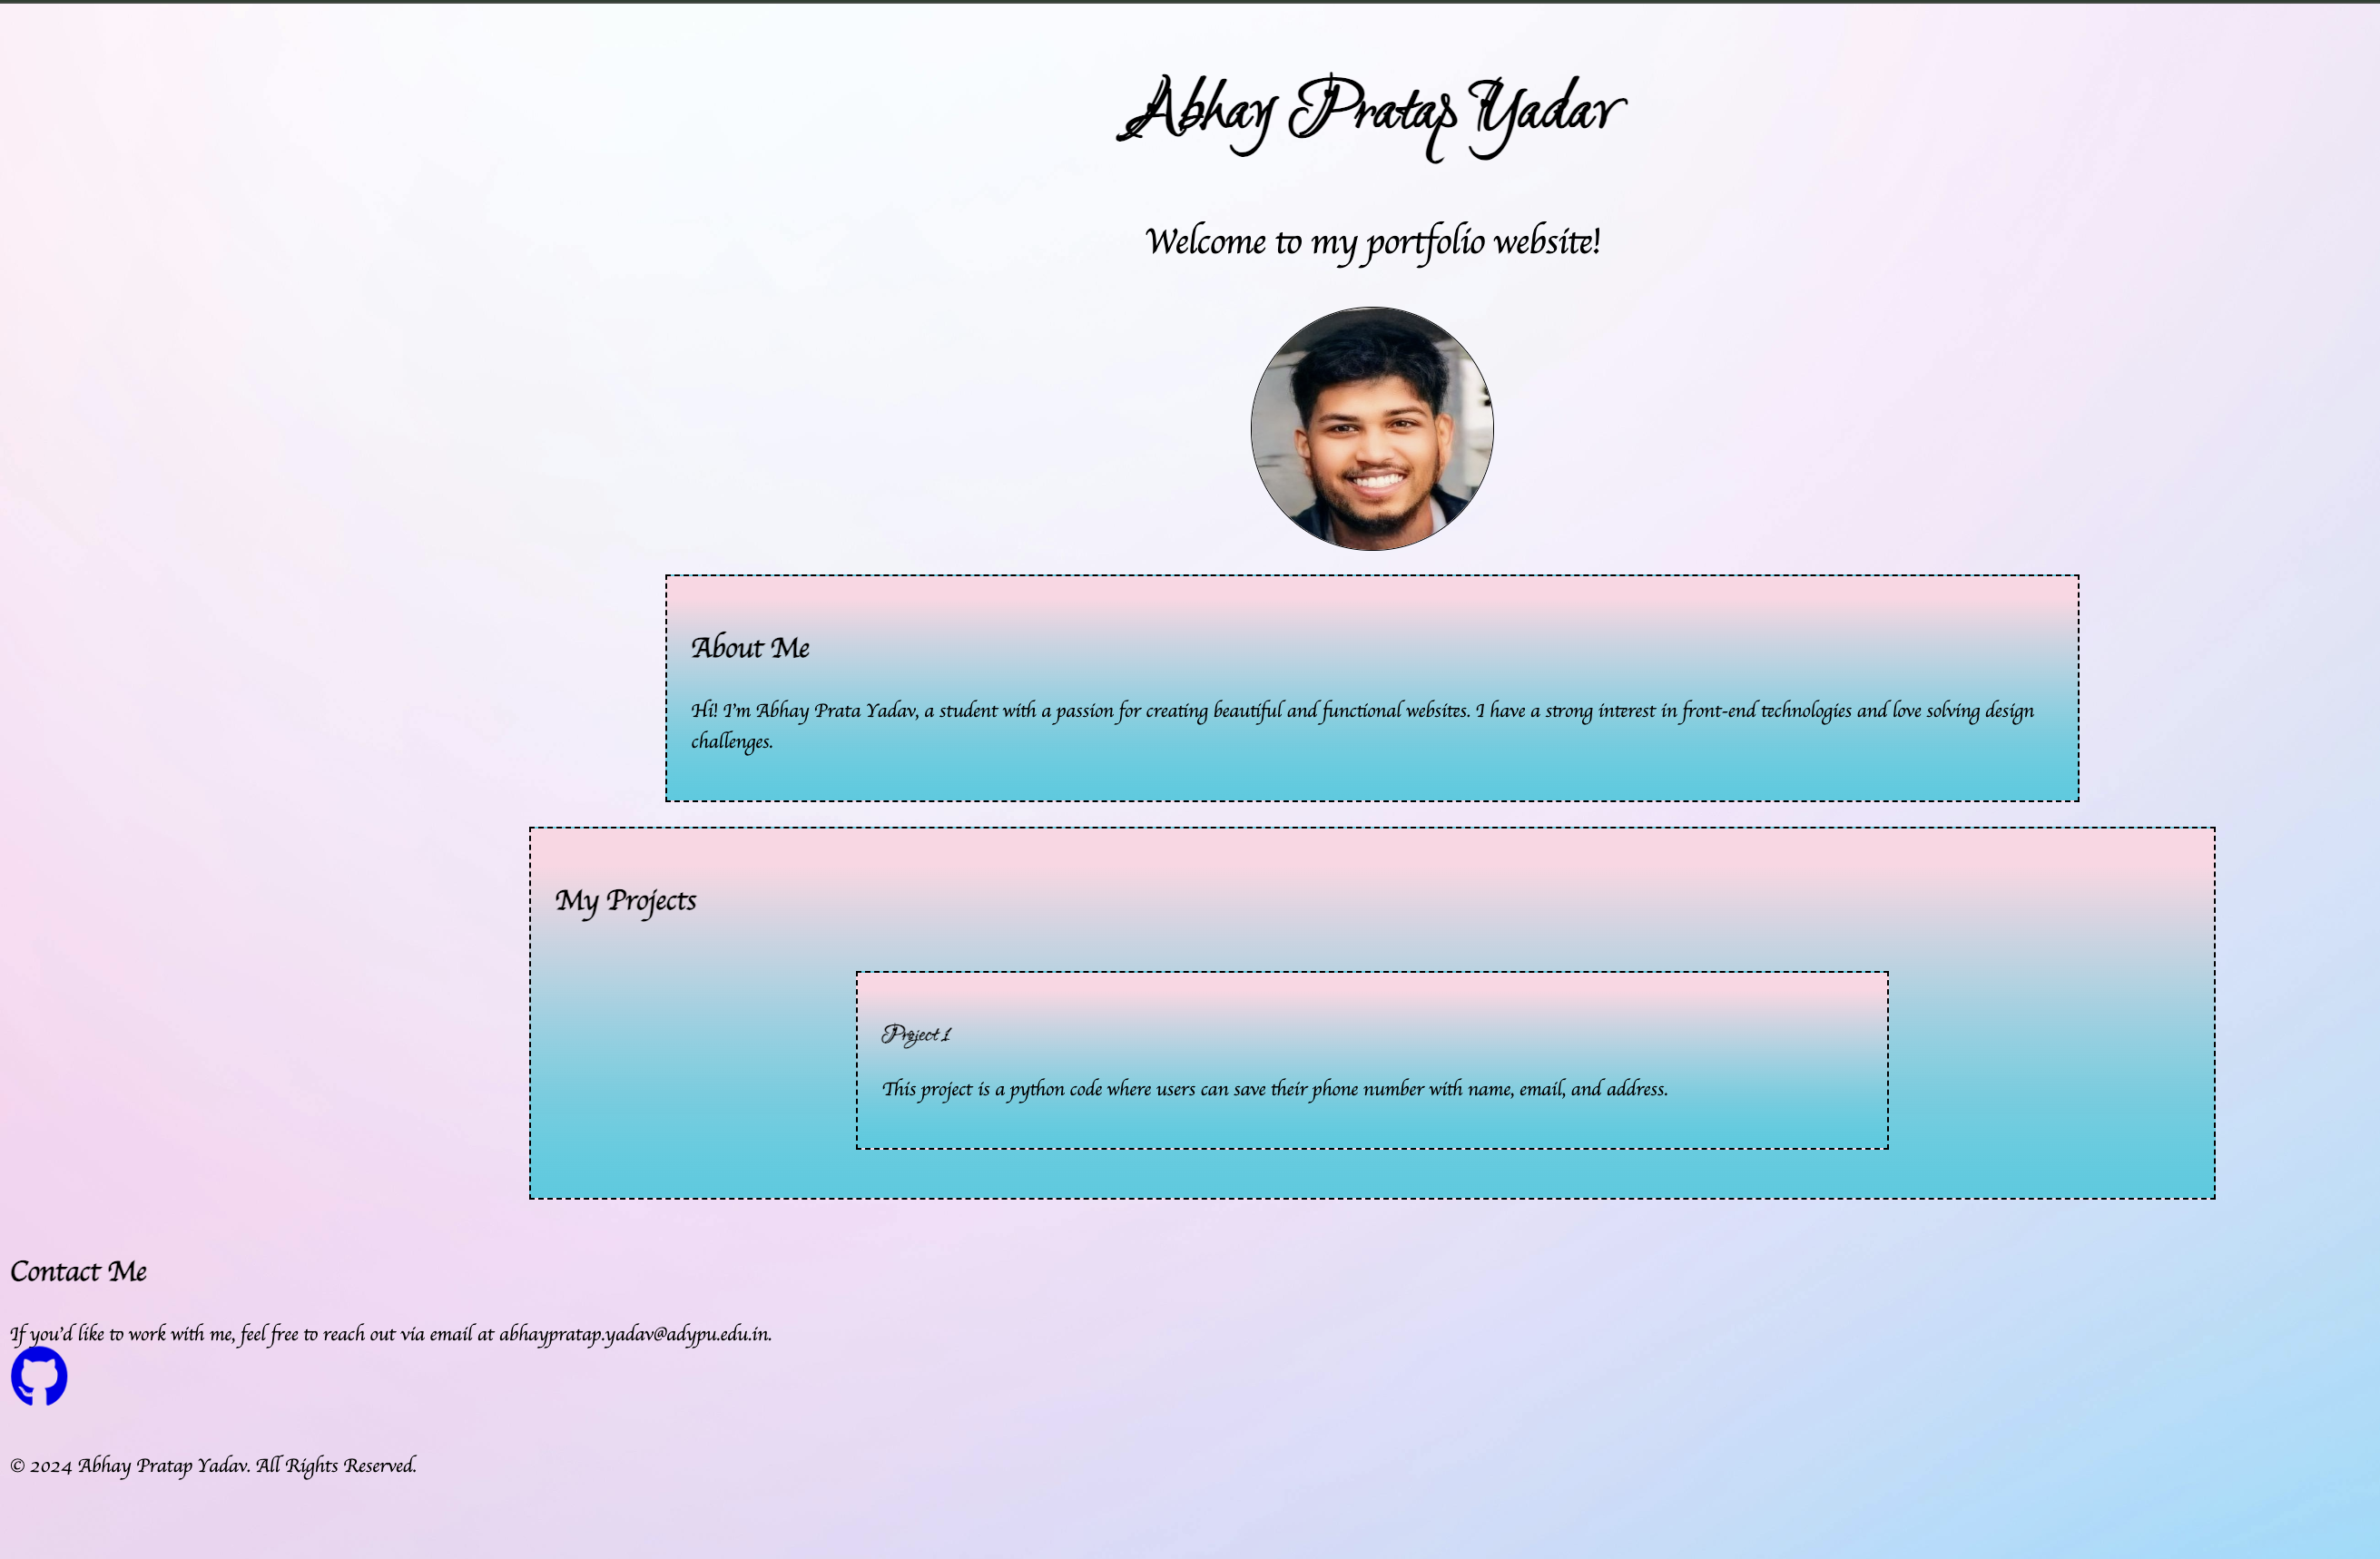 Abhay Pratap Yadav
Welcome to my portfolio website!
About Me
Hi! I'm Abhay Prata Yadav, a student with a passion for creating beautiful and functional websites. I have a strong interest in front-end technologies and love solving design
challenges.
My Projects
Project 1
This project is a python code where users can save their phone number with name, email, and address.
Contact Me
If you'd like to work with me, feel free to reach out via email at abhaypratap.yadav@adypu.edu.in.
© 2024 Abhay Pratap Yadav. All Rights Reserved.